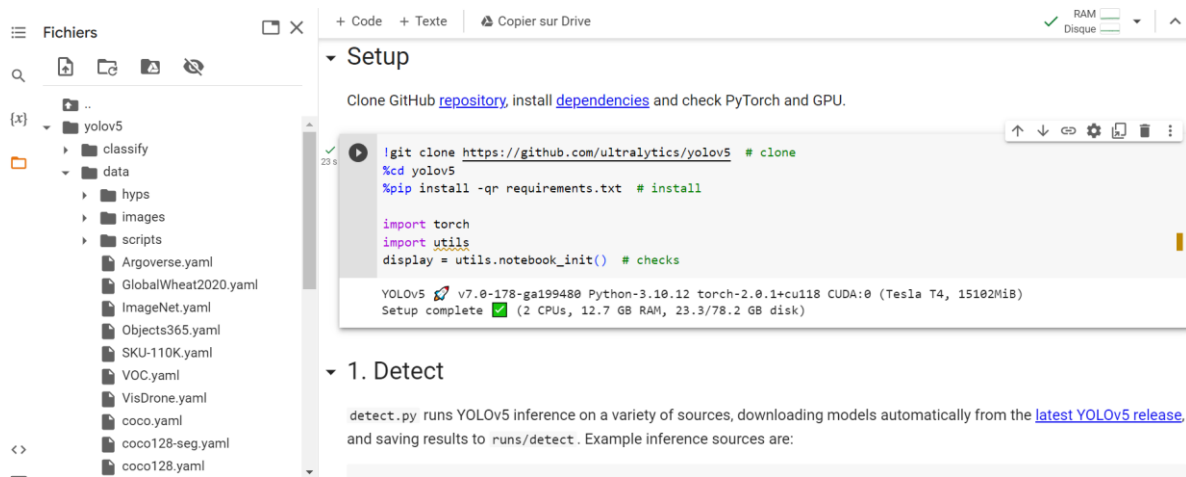 Fichiers
..
yolov5
classify
data
hyps
images
scripts
Argoverse.yaml
GlobalWheat2020.yaml
ImageNet.yaml
Objects365.yaml
SKU-110K.yaml
VOC.yaml
VisDrone.yaml
coco.yaml
coco128-seg.yaml
coco128.yaml
{x}
<>
+ Code + Texte Copier sur Drive
RAM
Disque
Setup
Clone GitHub repository, install dependencies and check PyTorch and GPU.
23 s
!git clone https://github.com/ultralytics/yolov5 # clone
%cd yolov5
%pip install -qr requirements.txt # install
import torch
import utils
display = utils.notebook_init() # checks
YOLOv5 🚀 v7.0-178-ga199480 Python-3.10.12 torch-2.0.1+cu118 CUDA:0 (Tesla T4, 15102MiB)
Setup complete ✅ (2 CPUs, 12.7 GB RAM, 23.3/78.2 GB disk)
1. Detect
detect.py runs YOLOv5 inference on a variety of sources, downloading models automatically from the latest YOLOv5 release,
and saving results to runs/detect. Example inference sources are: